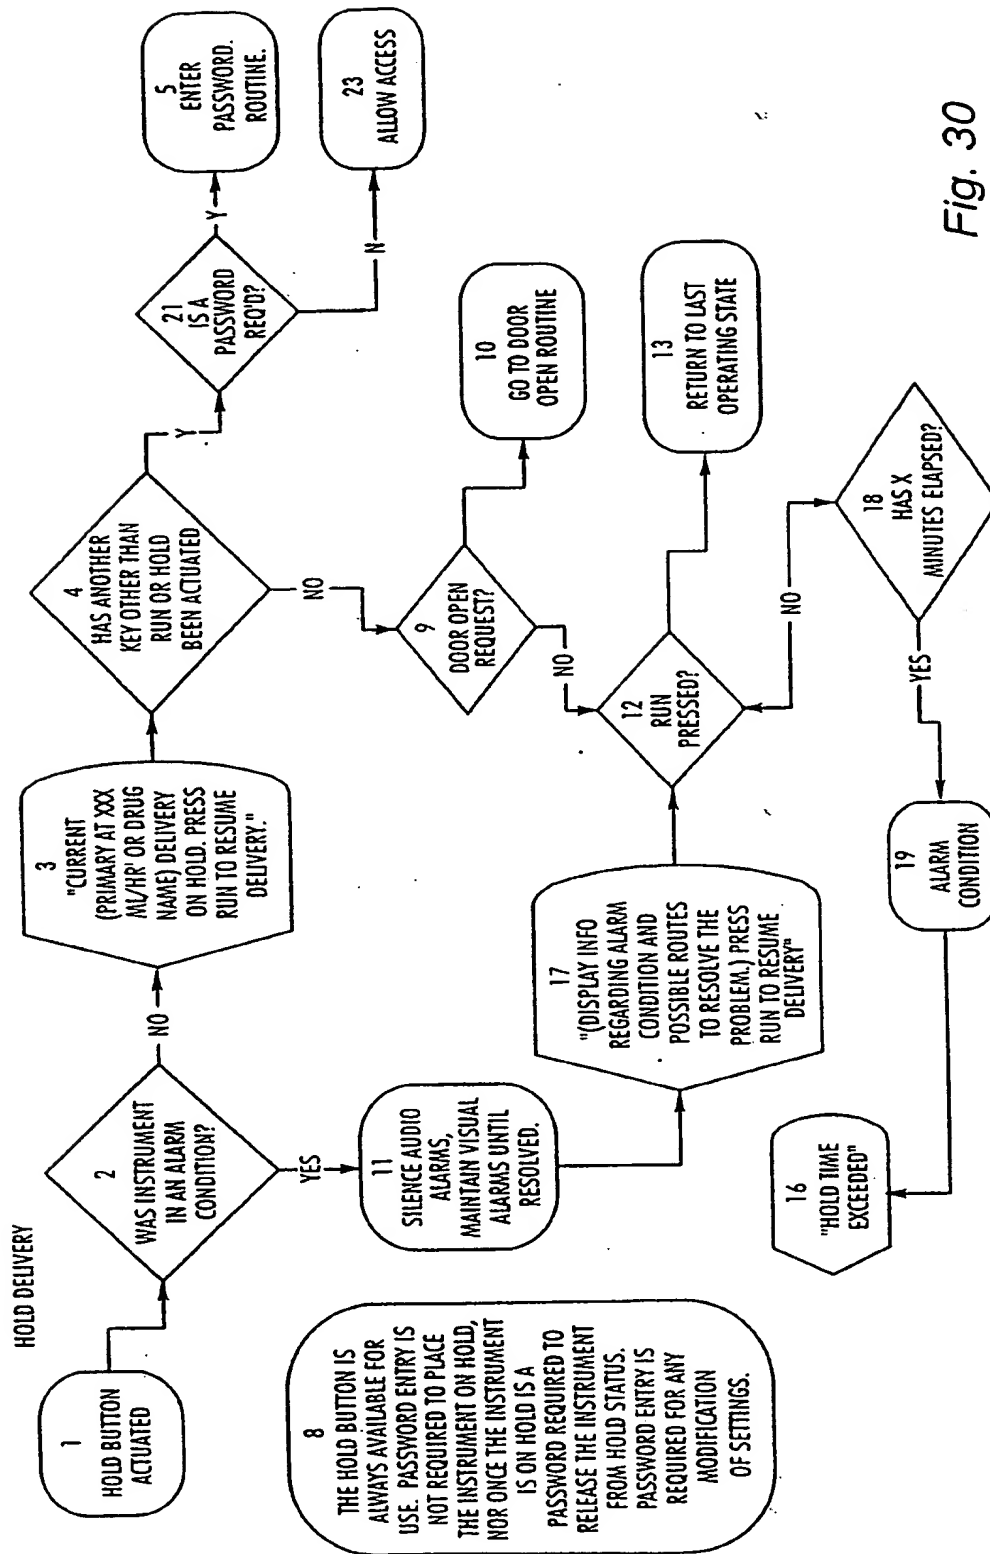 HOLD DELIVERY
1
HOLD BUTTON
ACTUATED
2
WAS INSTRUMENT
IN AN ALARM
CONDITION?
NO
YES
3
"CURRENT
(PRIMARY AT XXX
ML/HR' OR DRUG
NAME) DELIVERY
ON HOLD. PRESS
RUN TO RESUME
DELIVERY."
4
HAS ANOTHER
KEY OTHER THAN
RUN OR HOLD
BEEN ACTUATED
Y
NO
21
IS A
PASSWORD
REQ'D?
Y
N
5
ENTER
PASSWORD.
ROUTINE.
23
ALLOW ACCESS
9
DOOR OPEN
REQUEST?
NO
10
GO TO DOOR
OPEN ROUTINE
11
SILENCE AUDIO
ALARMS,
MAINTAIN VISUAL
ALARMS UNTIL
RESOLVED.
17
"(DISPLAY INFO
REGARDING ALARM
CONDITION AND
POSSIBLE ROUTES
TO RESOLVE THE
PROBLEM.) PRESS
RUN TO RESUME
DELIVERY"
12
RUN
PRESSED?
NO
13
RETURN TO LAST
OPERATING STATE
18
HAS X
MINUTES ELAPSED?
YES
19
ALARM
CONDITION
16
"HOLD TIME
EXCEEDED"
8
THE HOLD BUTTON IS
ALWAYS AVAILABLE FOR
USE. PASSWORD ENTRY IS
NOT REQUIRED TO PLACE
THE INSTRUMENT ON HOLD,
NOR ONCE THE INSTRUMENT
IS ON HOLD IS A
PASSWORD REQUIRED TO
RELEASE THE INSTRUMENT
FROM HOLD STATUS.
PASSWORD ENTRY IS
REQUIRED FOR ANY
MODIFICATION
OF SETTINGS.
Fig. 30